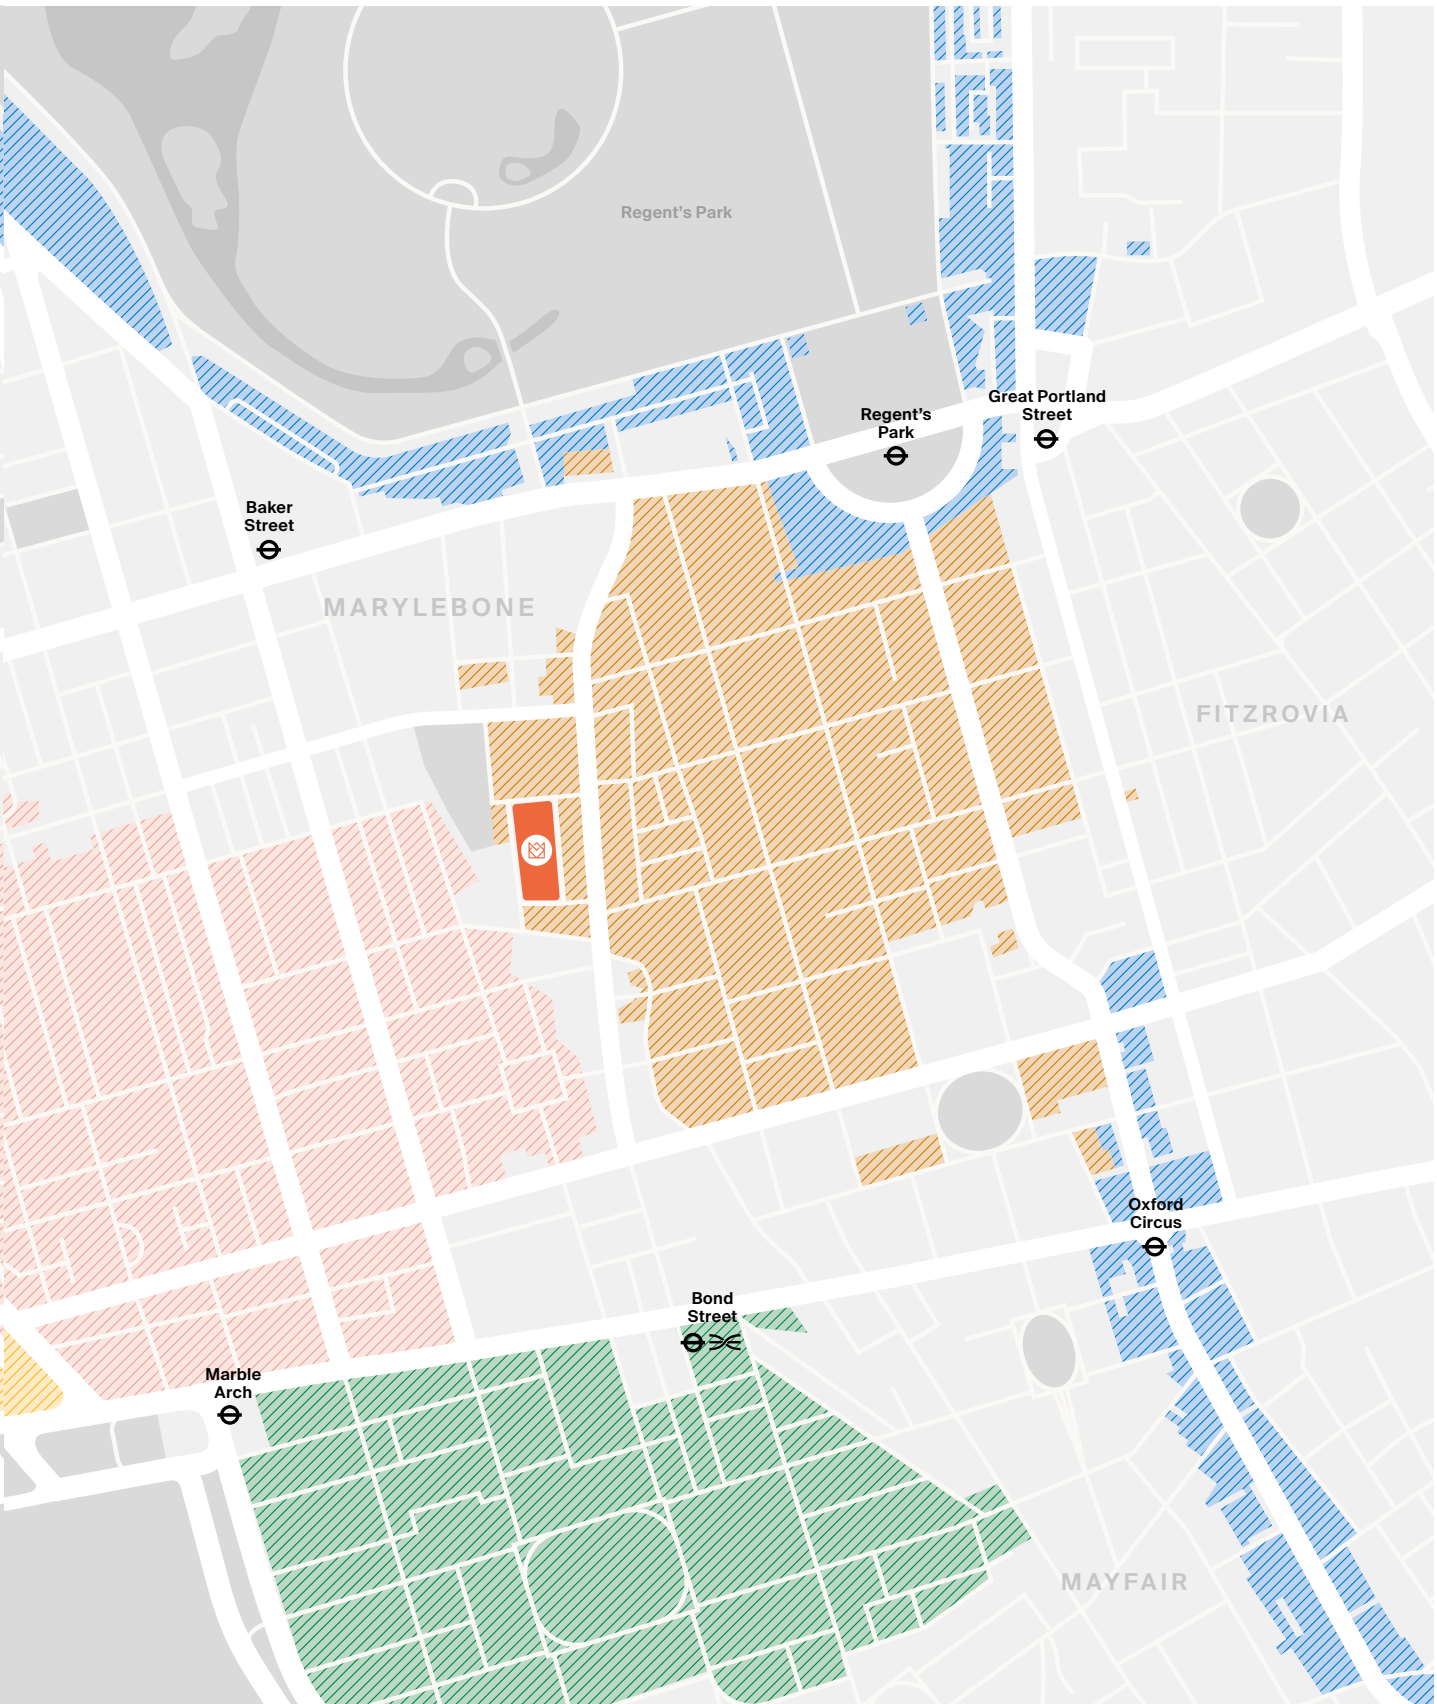 Regent's Park
Great Portland
Street
Regent's
Park
Baker
Street
MARYLEBONE
FITZROVIA
Oxford
Circus
Bond
Street
Marble
Arch
MAYFAIR